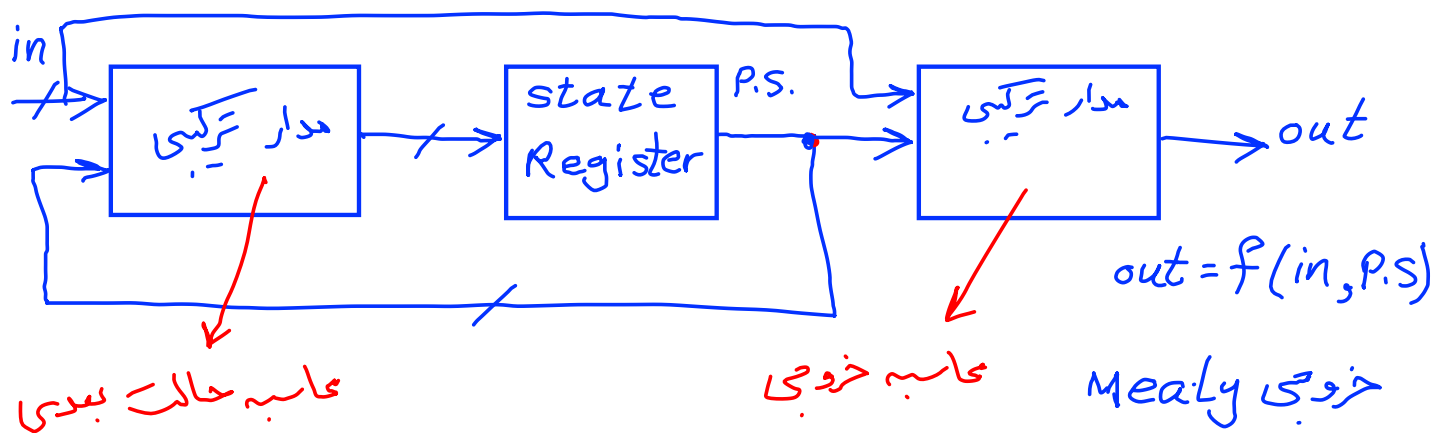 in
مدار ترکیبی
state
Register
P.S.
مدار ترکیبی
out
out = f(in, P.S)
محاسبه حالت بعدی
محاسبه خروجی
خروجی Mealy